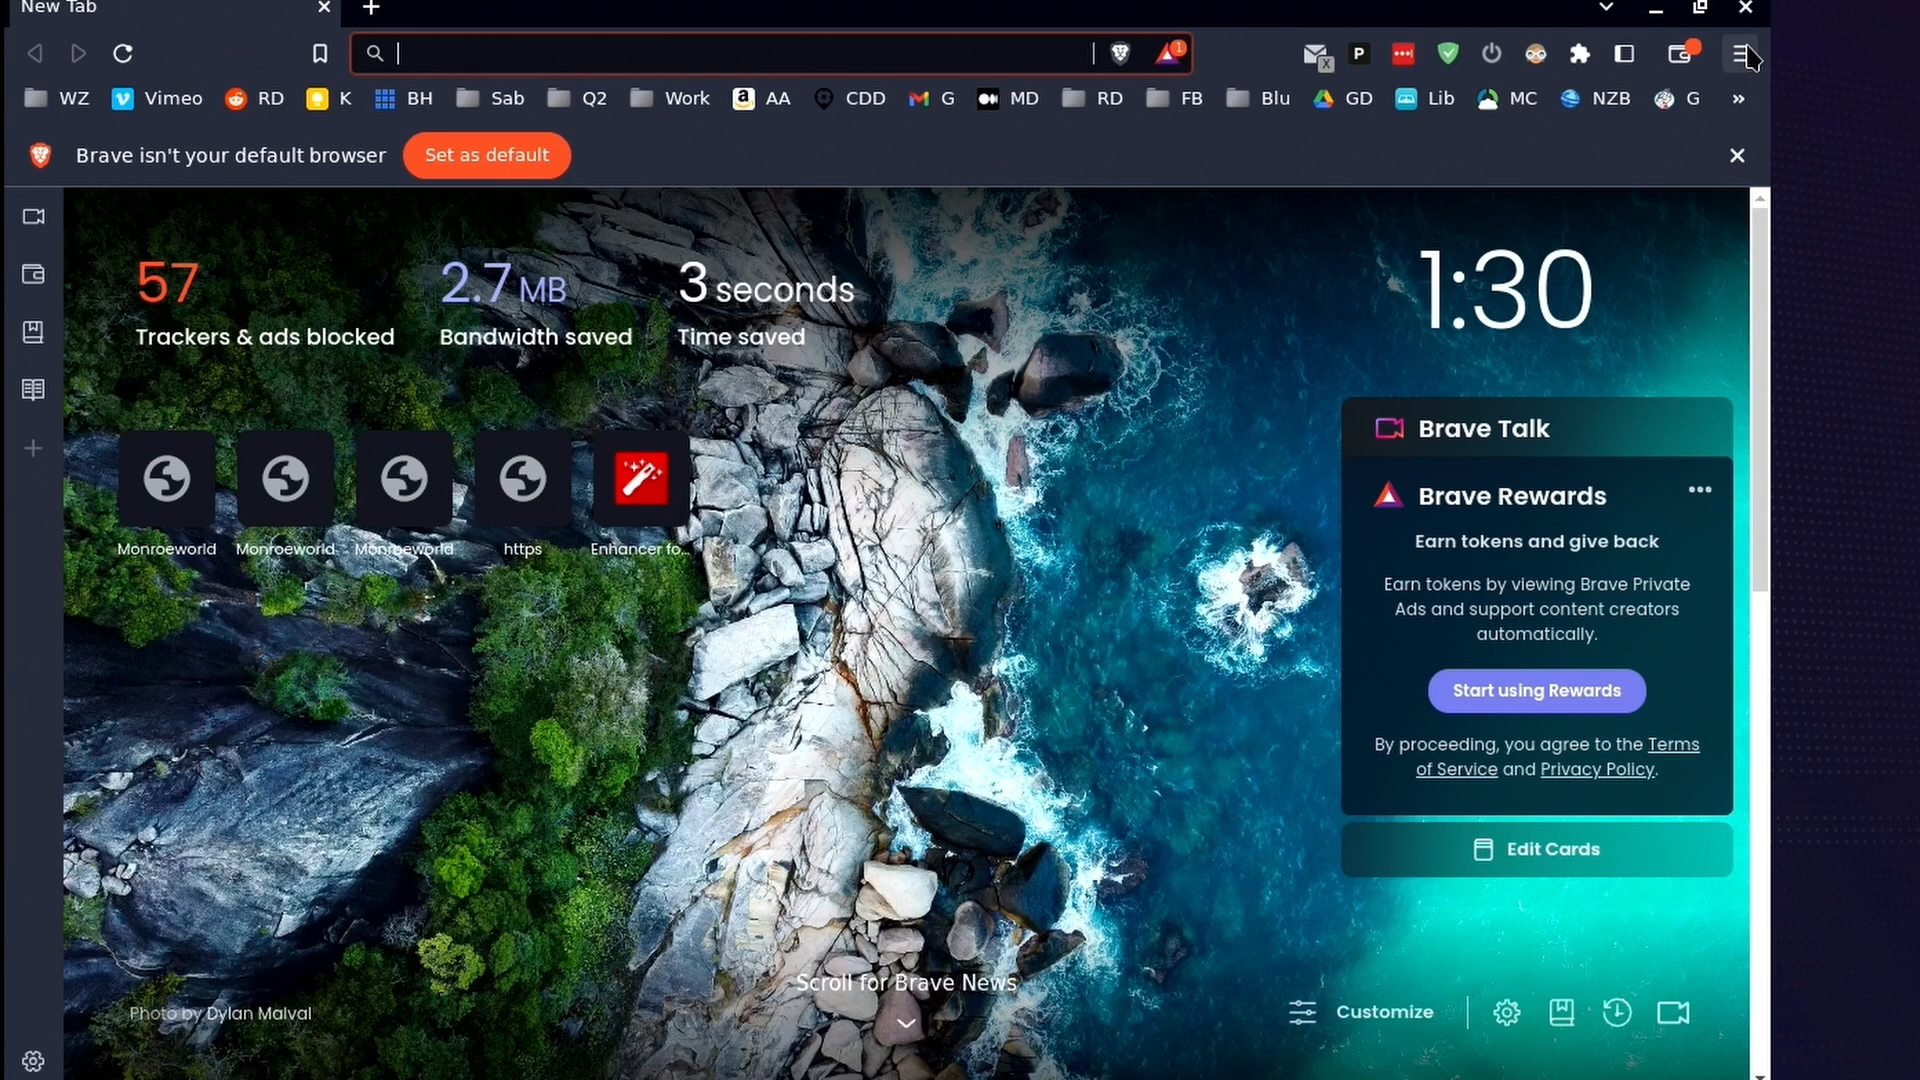 New Tab
1
X
P
WZ Vimeo RD K BH Sab Q2 Work AA CDD G MD RD FB Blu GD Lib MC NZB G »
Brave isn't your default browser Set as default
57 2.7 MB 3 seconds
Trackers & ads blocked Bandwidth saved Time saved
1:30
Monroeworld Monroeworld Monroeworld https Enhancer fo...
Brave Talk
Brave Rewards
Earn tokens and give back
Earn tokens by viewing Brave Private
Ads and support content creators
automatically.
Start using Rewards
By proceeding, you agree to the Terms
of Service and Privacy Policy.
Edit Cards
Scroll for Brave News
Photo by Dylan Malval
Customize